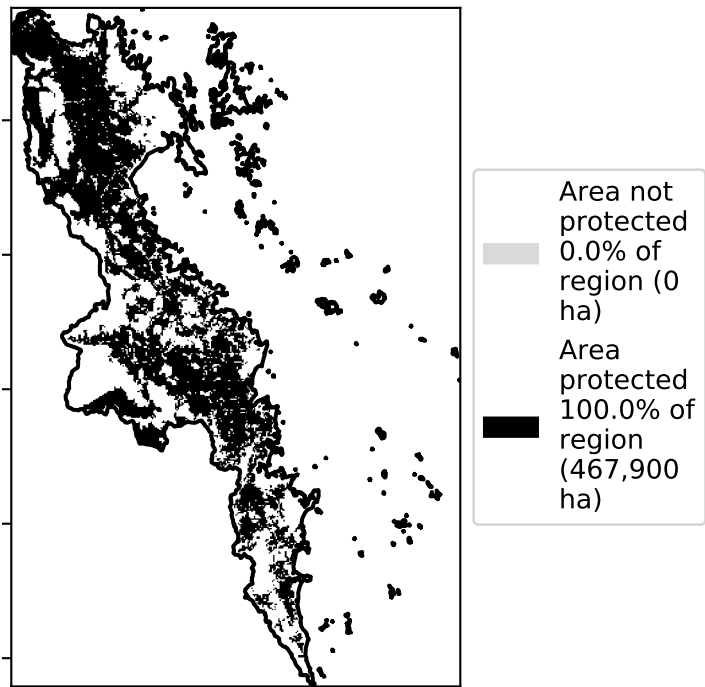 Area not
protected
0.0% of
region (0
ha)
Area
protected
100.0% of
region
(467,900
ha)